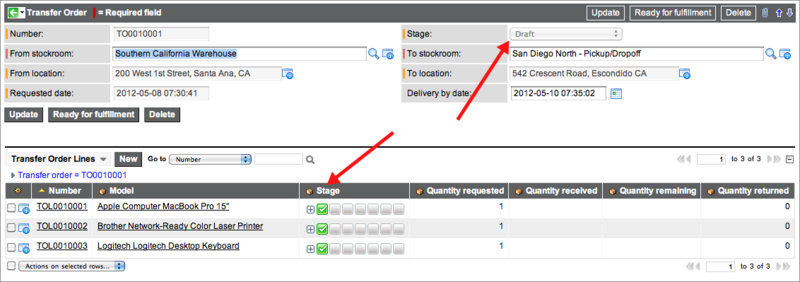 Transfer Order = Required field Update Ready for fulfillment Delete
Number: TO0010001 Stage: Draft
From stockroom: Southern California Warehouse To stockroom: San Diego North - Pickup/Dropoff
From location: 200 West 1st Street, Santa Ana, CA To location: 542 Crescent Road, Escondido CA
Requested date: 2012-05-08 07:30:41 Delivery by date: 2012-05-10 07:35:02
Update Ready for fulfillment Delete
Transfer Order Lines New Go to Number 1 to 3 of 3
Transfer order = TO0010001
Number Model Stage Quantity requested Quantity received Quantity remaining Quantity returned
TOL0010001 Apple Computer MacBook Pro 15" 1 0
TOL0010002 Brother Network-Ready Color Laser Printer 1 0
TOL0010003 Logitech Logitech Desktop Keyboard 1 0
Actions on selected rows... 1 to 3 of 3